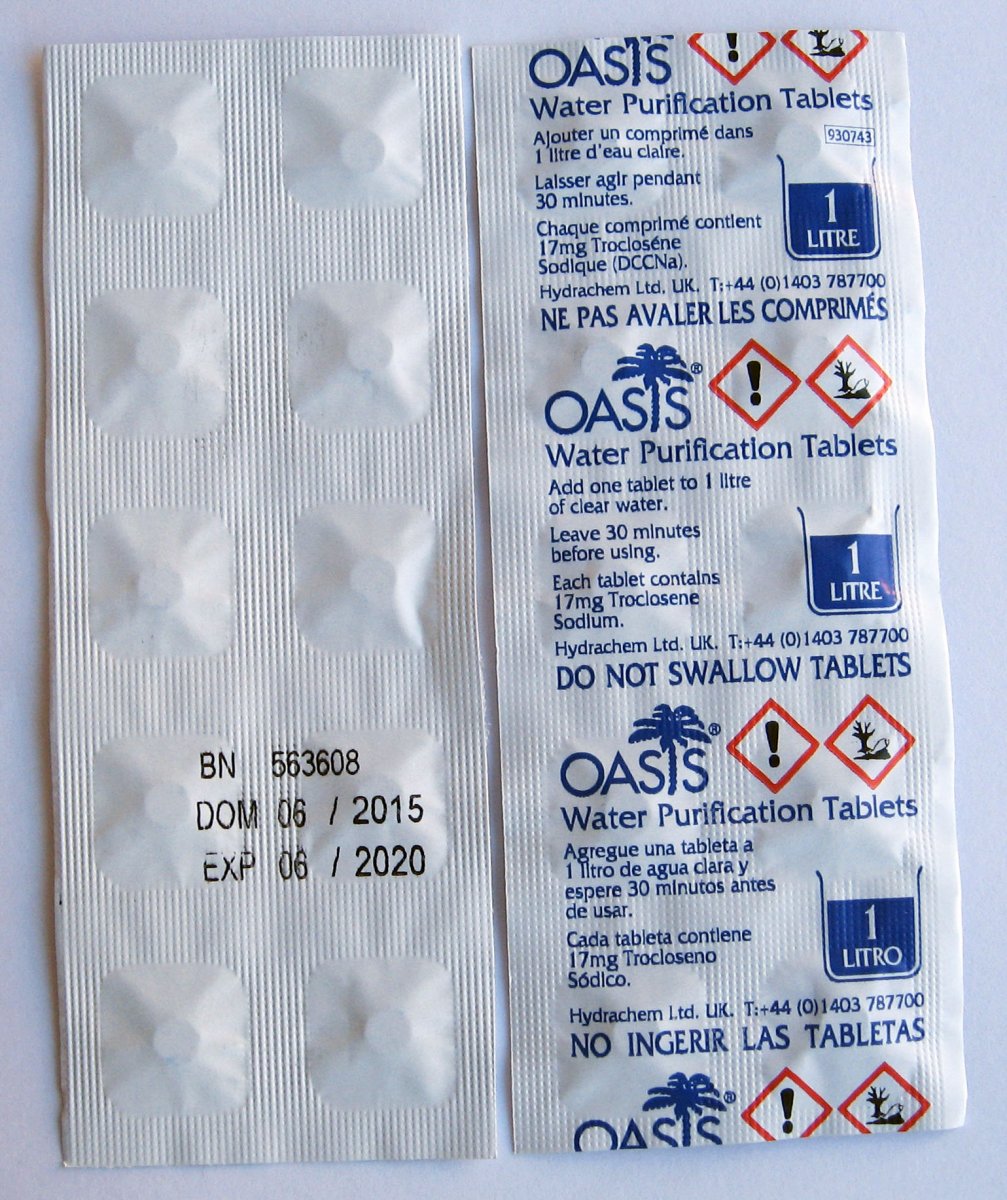 BN 563608
DOM 06 / 2015
EXP 06 / 2020
OASIS
Water Purification Tablets
Ajouter un comprimé dans
1 litre d'eau claire.
930743
Laisser agir pendant
30 minutes.
1
LITRE
Chaque comprimé contient
17mg Trocloséne
Sodique (DCCNa).
Hydrachem Ltd. UK. T:+44 (0)1403 787700
NE PAS AVALER LES COMPRIMÉS
OASIS®
Water Purification Tablets
Add one tablet to 1 litre
of clear water.
Leave 30 minutes
before using.
1
LITRE
Each tablet contains
17mg Troclosene
Sodium.
Hydrachem Ltd. UK. T:+44 (0)1403 787700
DO NOT SWALLOW TABLETS
OASIS®
Water Purification Tablets
Agregue una tableta a
1 litro de agua clara y
espere 30 minutos antes
de usar.
1
LITRO
Cada tableta contiene
17mg Trocloseno
Sódico.
Hydrachem Ltd. UK. T:+44 (0)1403 787700
NO INGERIR LAS TABLETAS
OASIS®